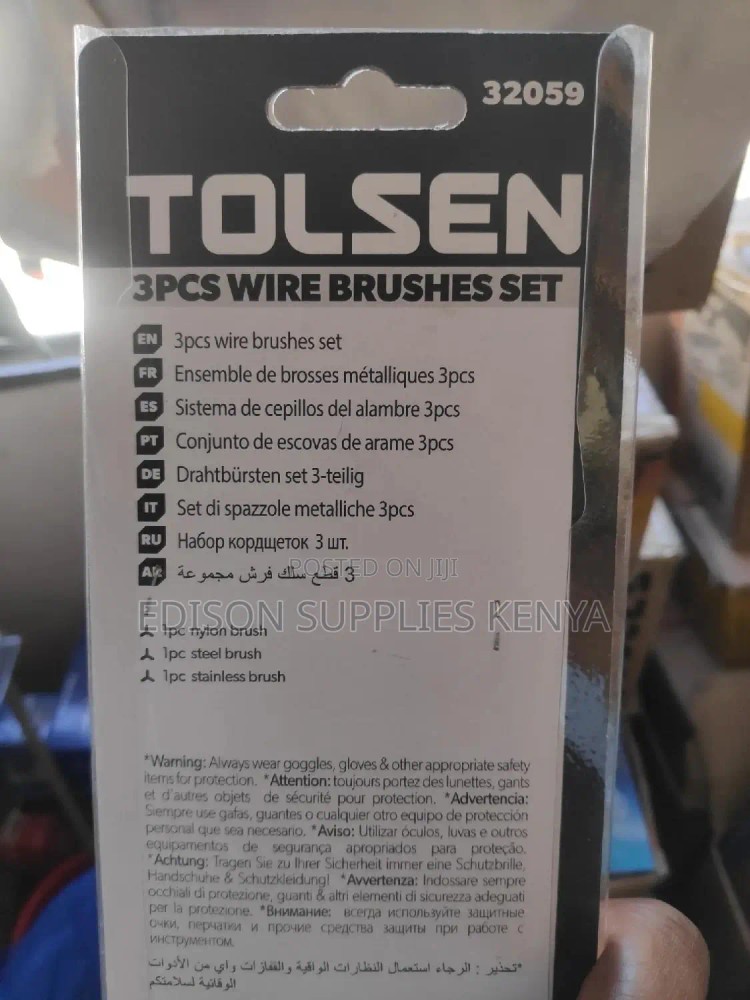 32059
TOLSEN
3PCS WIRE BRUSHES SET
EN 3pcs wire brushes set
FR Ensemble de brosses métalliques 3pcs
ES Sistema de cepillos del alambre 3pcs
PT Conjunto de escovas de arame 3pcs
DE Drahtbürsten set 3-teilig
IT Set di spazzole metalliche 3pcs
RU Набор кордщеток 3 шт.
AR 3 قطع سلك فرش مجموعة
POSTED ON JIJI
EDISON SUPPLIES KENYA
1pc nylon brush
1pc steel brush
1pc stainless brush
*Warning: Always wear goggles, gloves & other appropriate safety
items for protection. *Attention: toujours portez des lunettes, gants
et d'autres objets de sécurité pour protection. *Advertencia:
Siempre use gafas, guantes o cualquier otro equipo de protección
personal que sea necesario. *Aviso: Utilizar óculos, luvas e outros
equipamentos de segurança apropriados para proteção.
*Achtung: Tragen Sie zu Ihrer Sicherheit immer eine Schutzbrille,
Handschuhe & Schutzkleidung! *Avvertenza: Indossare sempre
occhiali di protezione, guanti & altri elementi di sicurezza adeguati
per la protezione. *Внимание: всегда используйте защитные
очки, перчатки и прочие средства защиты при работе с
инструментом.
*تحذير : الرجاء استعمال النظارات الواقية والقفازات وأي من الأدوات
الوقائية لسلامتكم